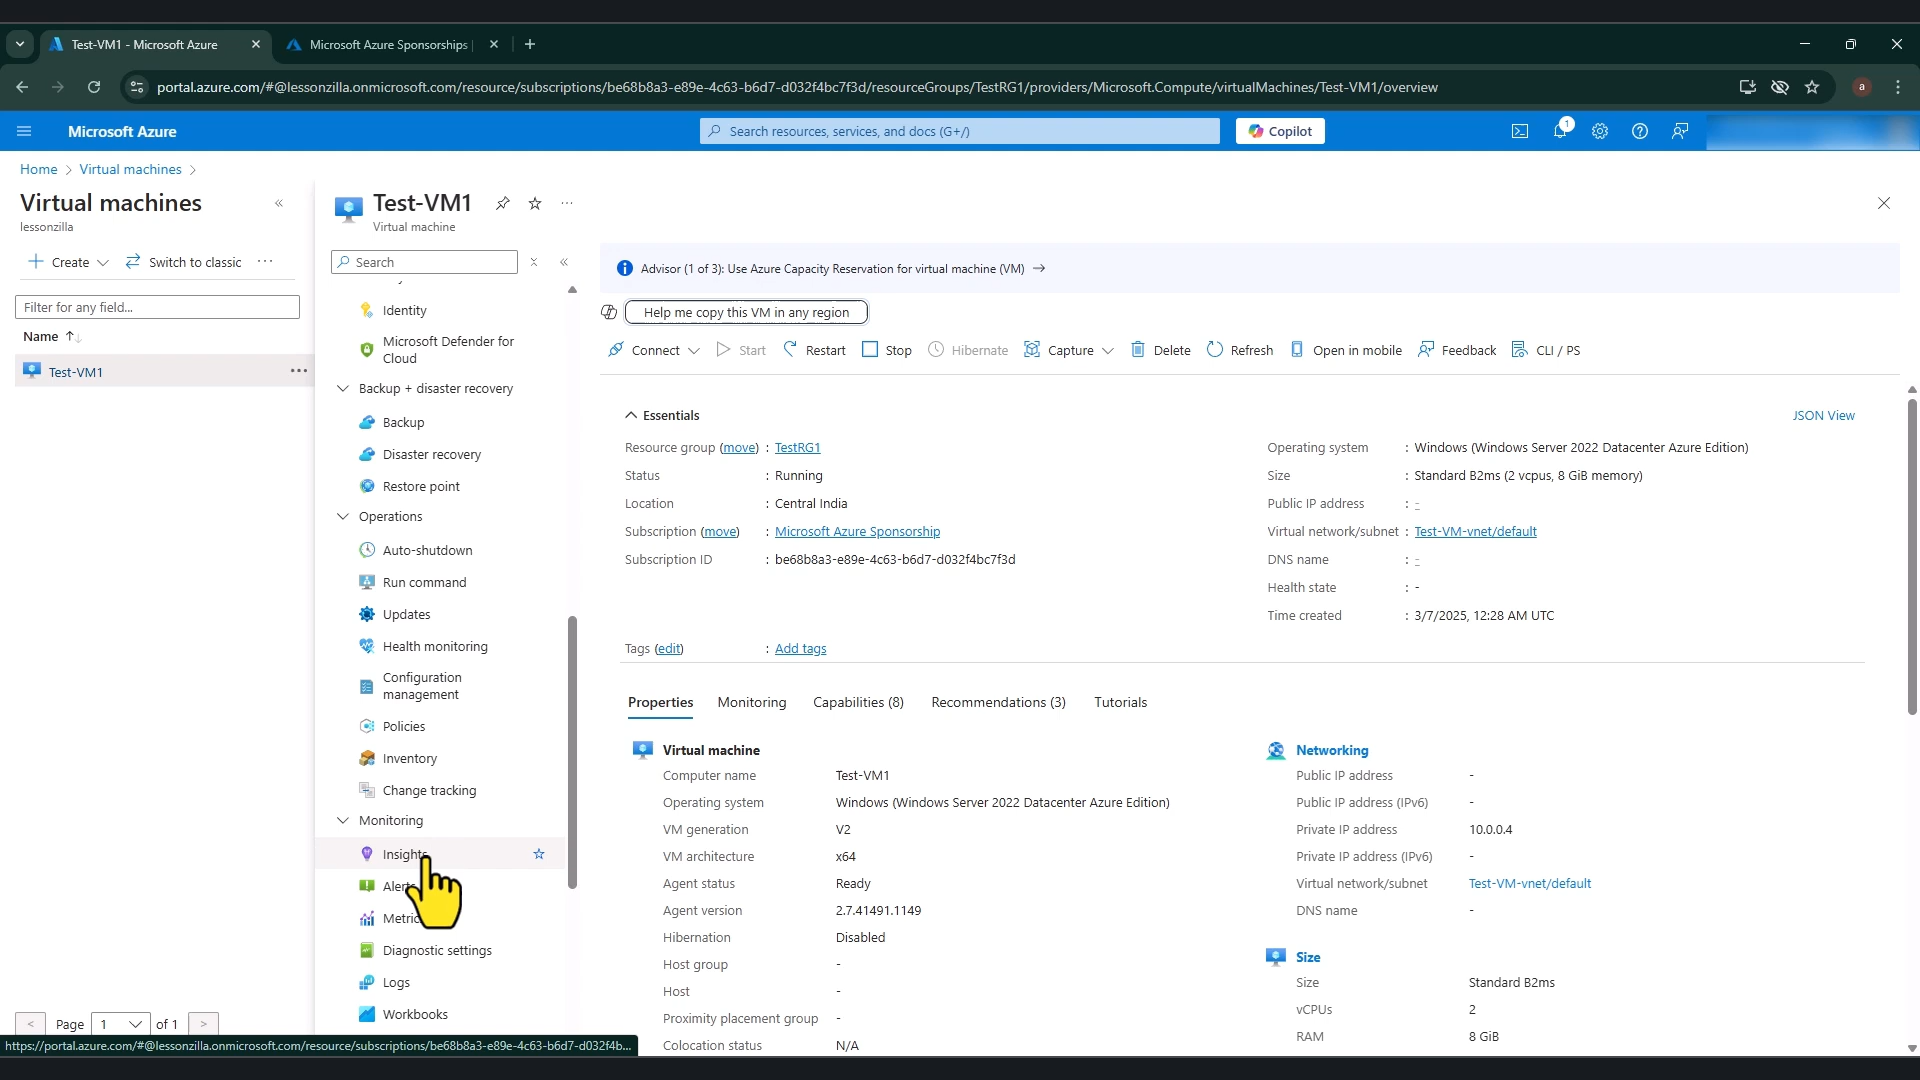 Test-VM1 - Microsoft Azure
Microsoft Azure Sponsorships |
portal.azure.com/#@lessonzilla.onmicrosoft.com/resource/subscriptions/be68b8a3-e89e-4c63-b6d7-d032f4bc7f3d/resourceGroups/TestRG1/providers/Microsoft.Compute/virtualMachines/Test-VM1/overview
a
Microsoft Azure
Search resources, services, and docs (G+/)
Copilot
1
Home > Virtual machines >
Virtual machines
lessonzilla
Create
Switch to classic
Filter for any field...
Name
Test-VM1
Page 1 of 1
Test-VM1
Virtual machine
Search
Identity
Microsoft Defender for
Cloud
Backup + disaster recovery
Backup
Disaster recovery
Restore point
Operations
Auto-shutdown
Run command
Updates
Health monitoring
Configuration
management
Policies
Inventory
Change tracking
Monitoring
Insights
Alerts
Diagnostic settings
Logs
Workbooks
Advisor (1 of 3): Use Azure Capacity Reservation for virtual machine (VM)
Help me copy this VM in any region
Connect
Start
Restart
Stop
Hibernate
Capture
Delete
Refresh
Open in mobile
Feedback
CLI / PS
Essentials
JSON View
Resource group (move) : TestRG1
Status : Running
Location : Central India
Subscription (move) : Microsoft Azure Sponsorship
Subscription ID : be68b8a3-e89e-4c63-b6d7-d032f4bc7f3d
Operating system : Windows (Windows Server 2022 Datacenter Azure Edition)
Size : Standard B2ms (2 vcpus, 8 GiB memory)
Public IP address : -
Virtual network/subnet : Test-VM-vnet/default
DNS name : -
Health state : -
Time created : 3/7/2025, 12:28 AM UTC
Tags (edit) : Add tags
Properties
Monitoring
Capabilities (8)
Recommendations (3)
Tutorials
Virtual machine
Computer name Test-VM1
Operating system Windows (Windows Server 2022 Datacenter Azure Edition)
VM generation V2
VM architecture x64
Agent status Ready
Agent version 2.7.41491.1149
Hibernation Disabled
Host group -
Host -
Proximity placement group -
Colocation status N/A
Networking
Public IP address -
Public IP address (IPv6) -
Private IP address 10.0.0.4
Private IP address (IPv6) -
Virtual network/subnet Test-VM-vnet/default
DNS name -
Size
Size Standard B2ms
vCPUs 2
RAM 8 GiB
https://portal.azure.com/#@lessonzilla.onmicrosoft.com/resource/subscriptions/be68b8a3-e89e-4c63-b6d7-d032f4b...